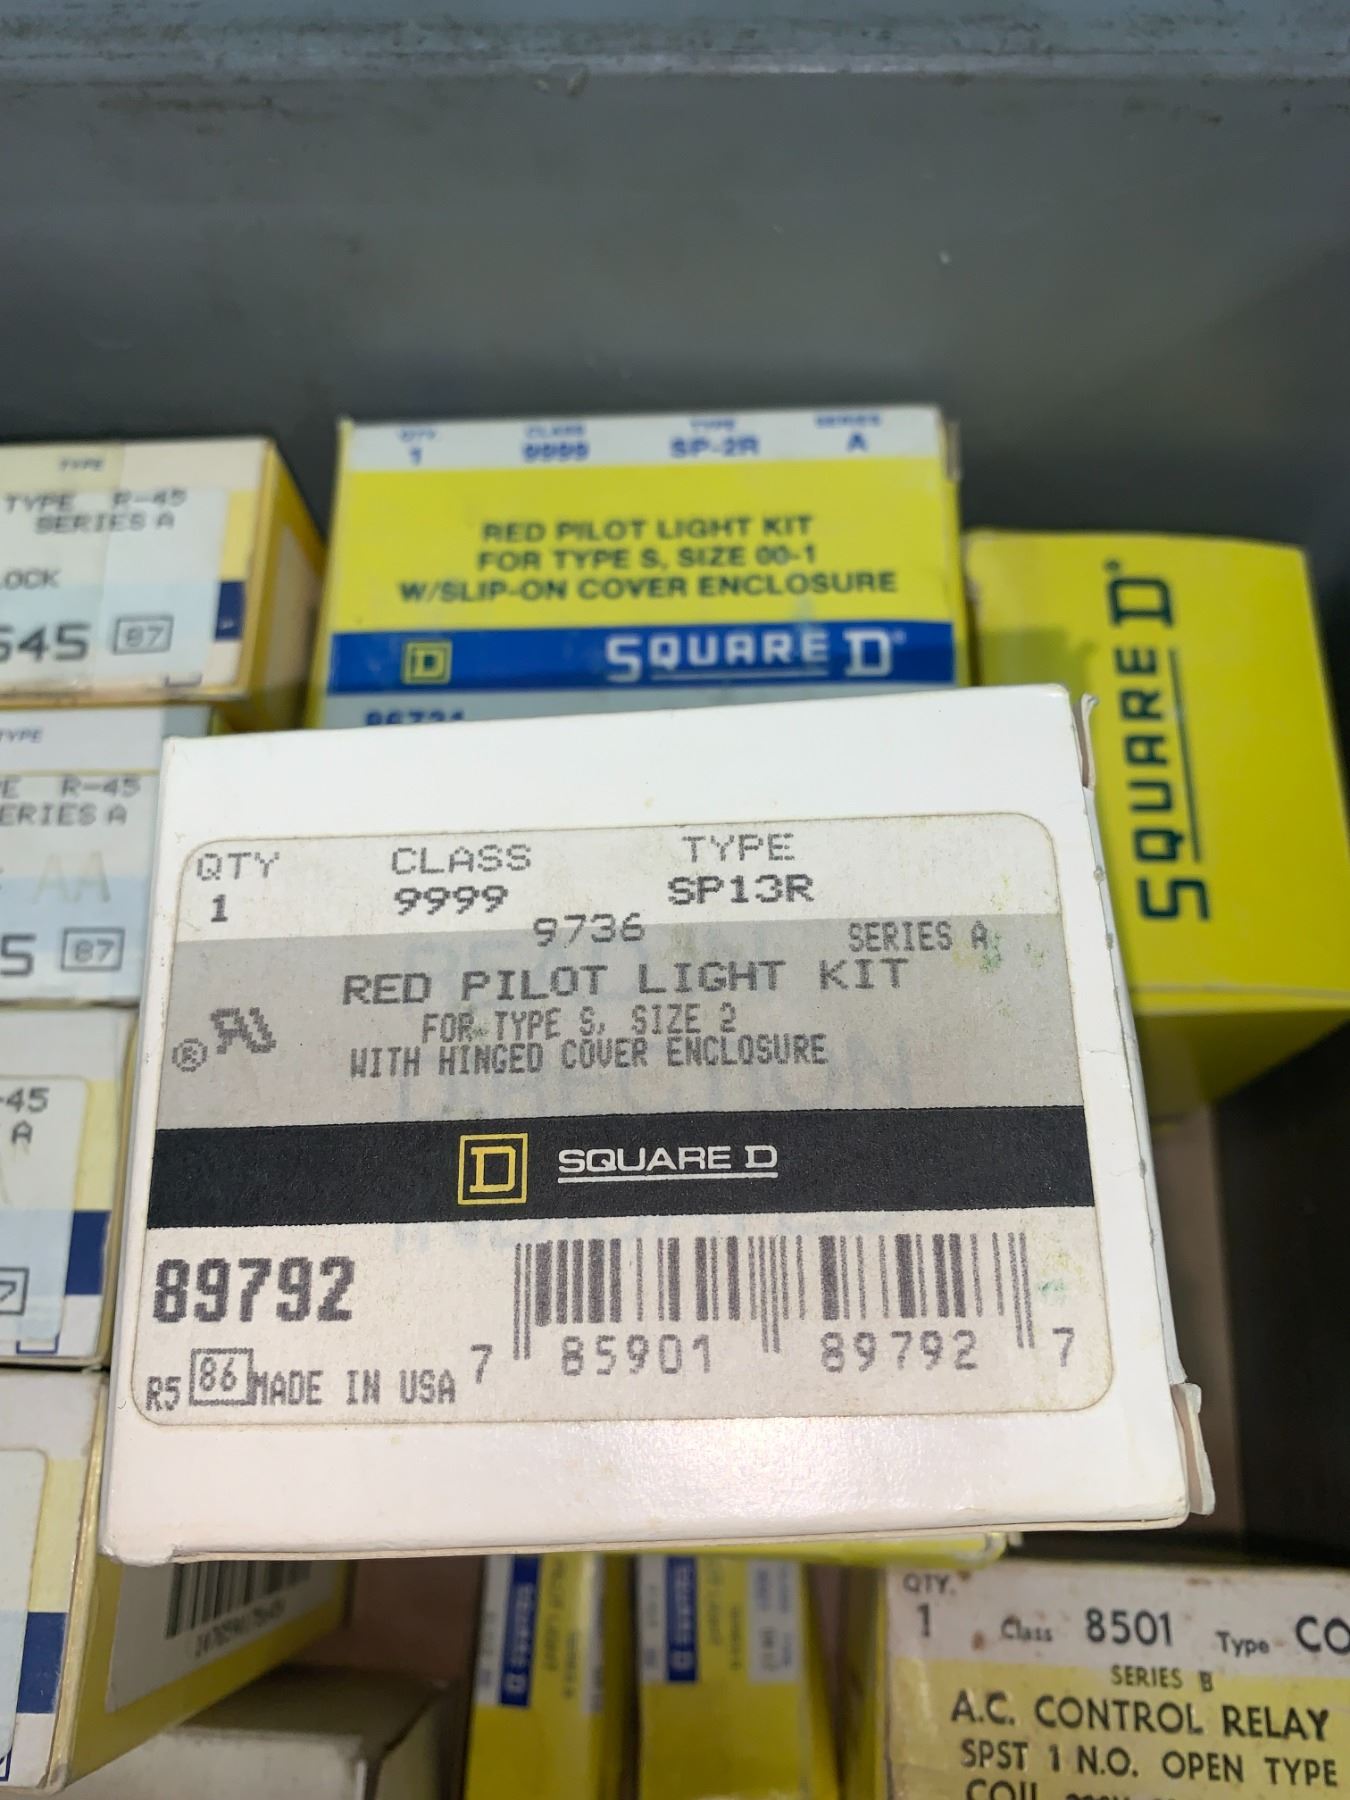 TYPE
TYPE R-45
SERIES A
OCK
545 87
QTY CLASS TYPE SERIES
1 9999 SP-2R A
RED PILOT LIGHT KIT
FOR TYPE S, SIZE 00-1
W/SLIP-ON COVER ENCLOSURE
D SQUARE D
SQUARE D®
TYPE
E R-45
ERIES A
AA
5 87
-45
A
QTY CLASS TYPE
1 9999 SP13R
9736 SERIES A
RED PILOT LIGHT KIT
FOR TYPE S, SIZE 2
WITH HINGED COVER ENCLOSURE
®
D SQUARE D
89792
7 85901 89792 7
R5 86 MADE IN USA
QTY.
1 Class 8501 Type CO
SERIES B
A.C. CONTROL RELAY
SPST 1 N.O. OPEN TYPE
COIL